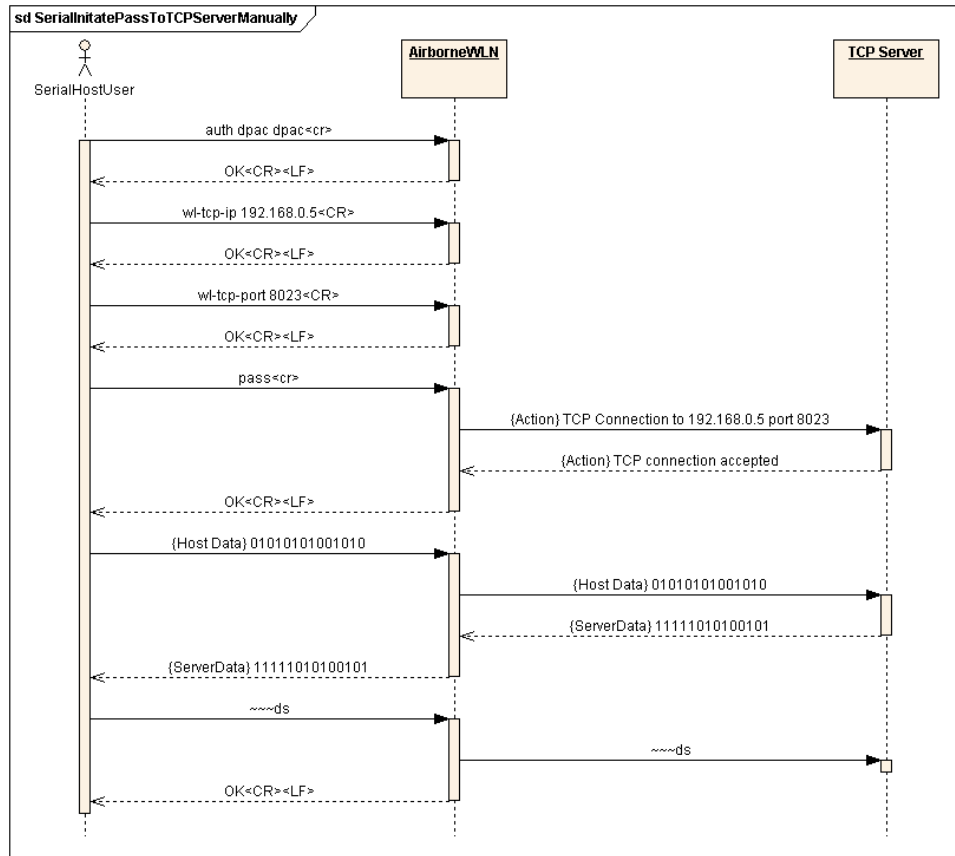 sd SerialInitatePassToTCPServerManually
SerialHostUser
AirborneWLN
TCP Server
auth dpac dpac<cr>
OK<CR><LF>
wl-tcp-ip 192.168.0.5<CR>
OK<CR><LF>
wl-tcp-port 8023<CR>
OK<CR><LF>
pass<cr>
{Action} TCP Connection to 192.168.0.5 port 8023
{Action} TCP connection accepted
OK<CR><LF>
{Host Data} 01010101001010
{Host Data} 01010101001010
{ServerData} 11111010100101
{ServerData} 11111010100101
~~~ds
~~~ds
OK<CR><LF>